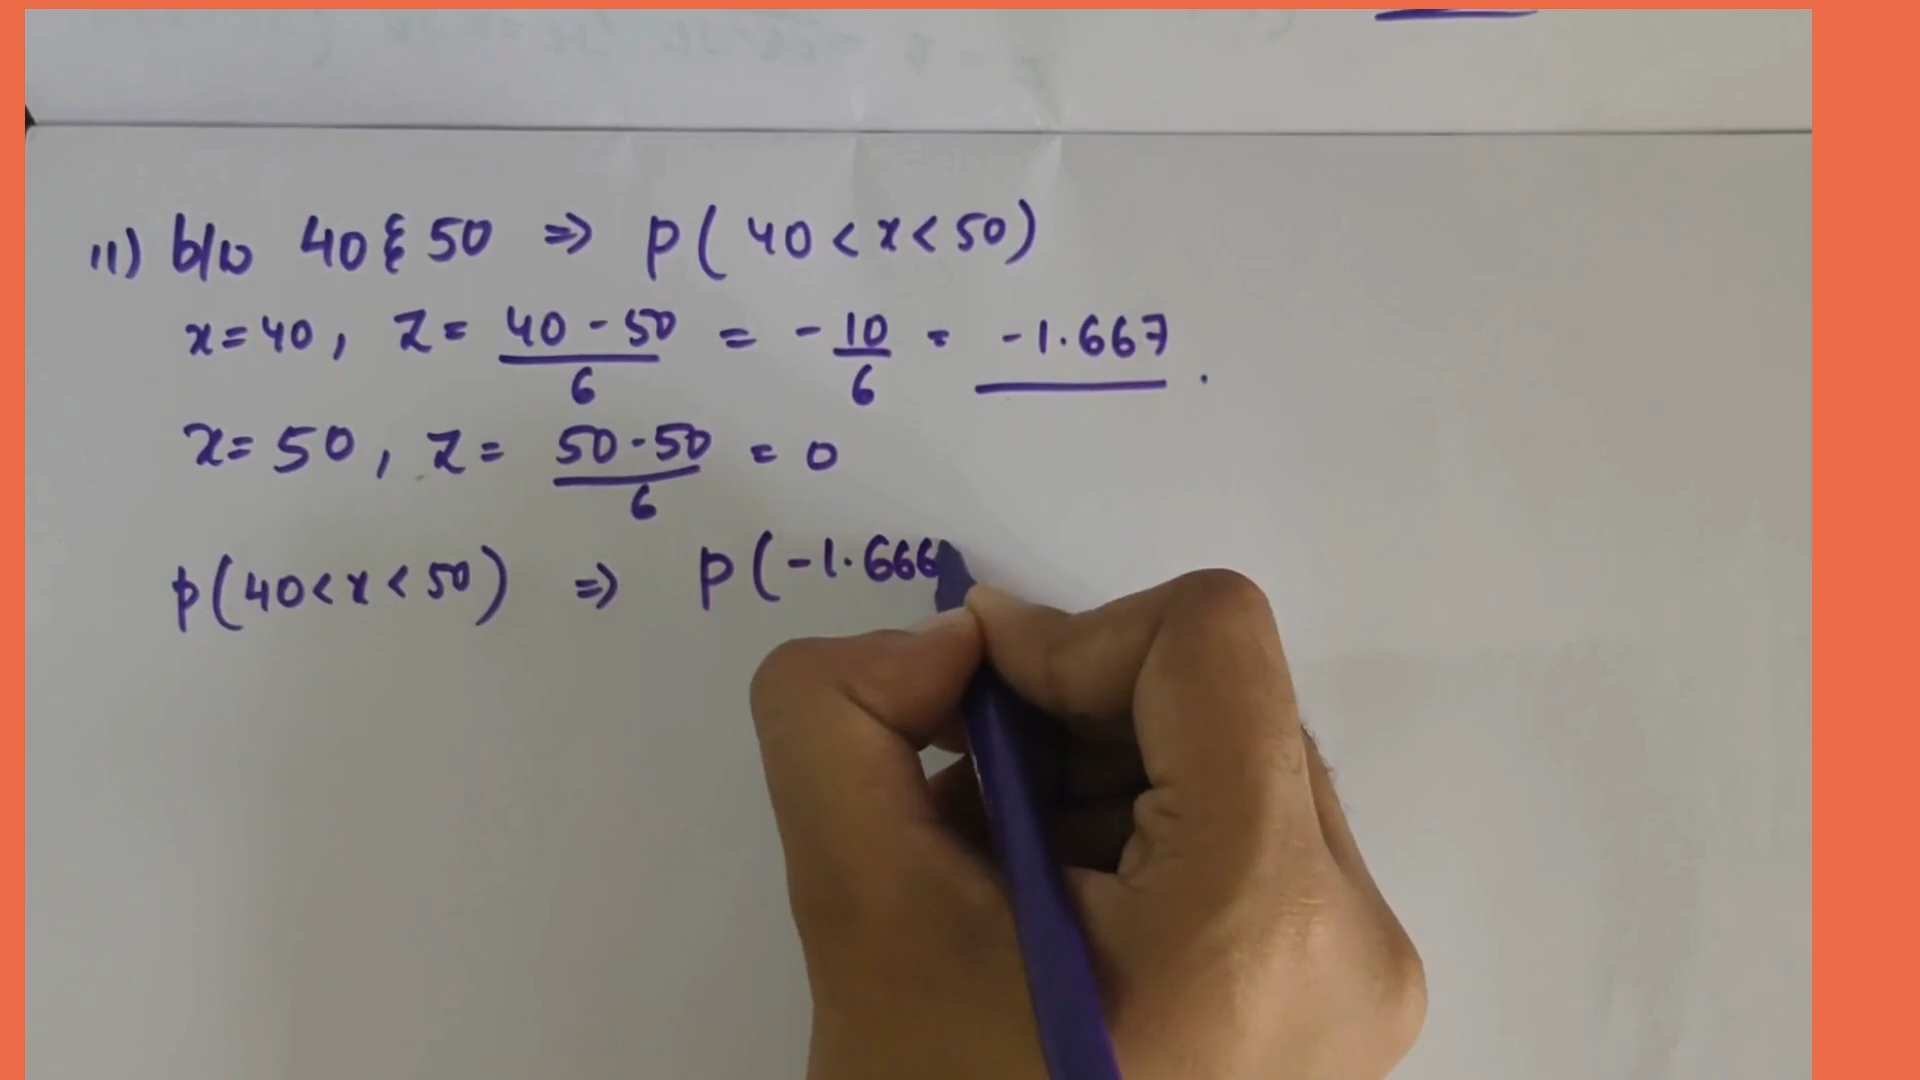 11) b/w 40 & 50 ⇒ P( 40 < x < 50)
x = 40 , Z = 40 - 50 / 6 = - 10 / 6 = -1.667 .
x = 50 , Z = 50 - 50 / 6 = 0
P(40 < x < 50) ⇒ P(-1.666